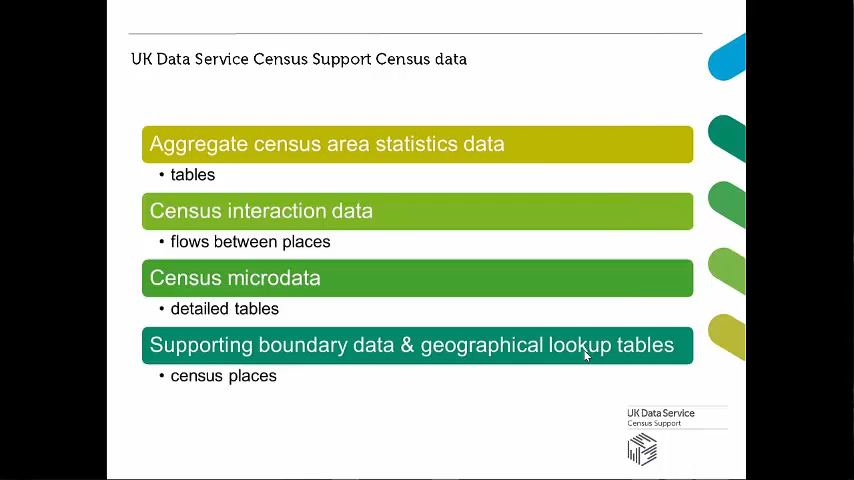 UK Data Service Census Support Census data
Aggregate census area statistics data
• tables
Census interaction data
• flows between places
Census microdata
• detailed tables
Supporting boundary data & geographical lookup tables
• census places
UK Data Service
Census Support